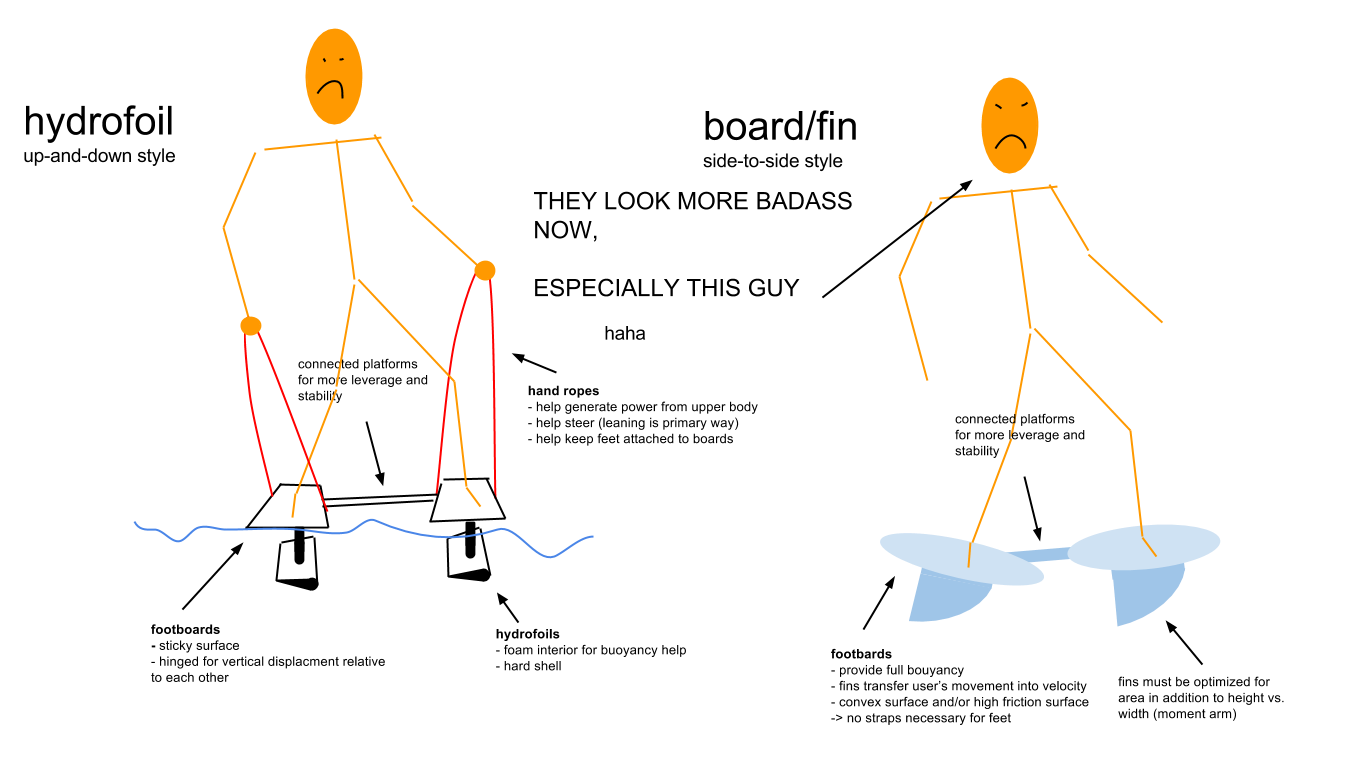 hydrofoil
up-and-down style
board/fin
side-to-side style
THEY LOOK MORE BADASS
NOW,
ESPECIALLY THIS GUY
haha
connected platforms
for more leverage and
stability
hand ropes
- help generate power from upper body
- help steer (leaning is primary way)
- help keep feet attached to boards
connected platforms
for more leverage and
stability
footboards
- sticky surface
- hinged for vertical displacment relative
to each other
hydrofoils
- foam interior for buoyancy help
- hard shell
footbards
- provide full bouyancy
- fins transfer user's movement into velocity
- convex surface and/or high friction surface
-> no straps necessary for feet
fins must be optimized for
area in addition to height vs.
width (moment arm)